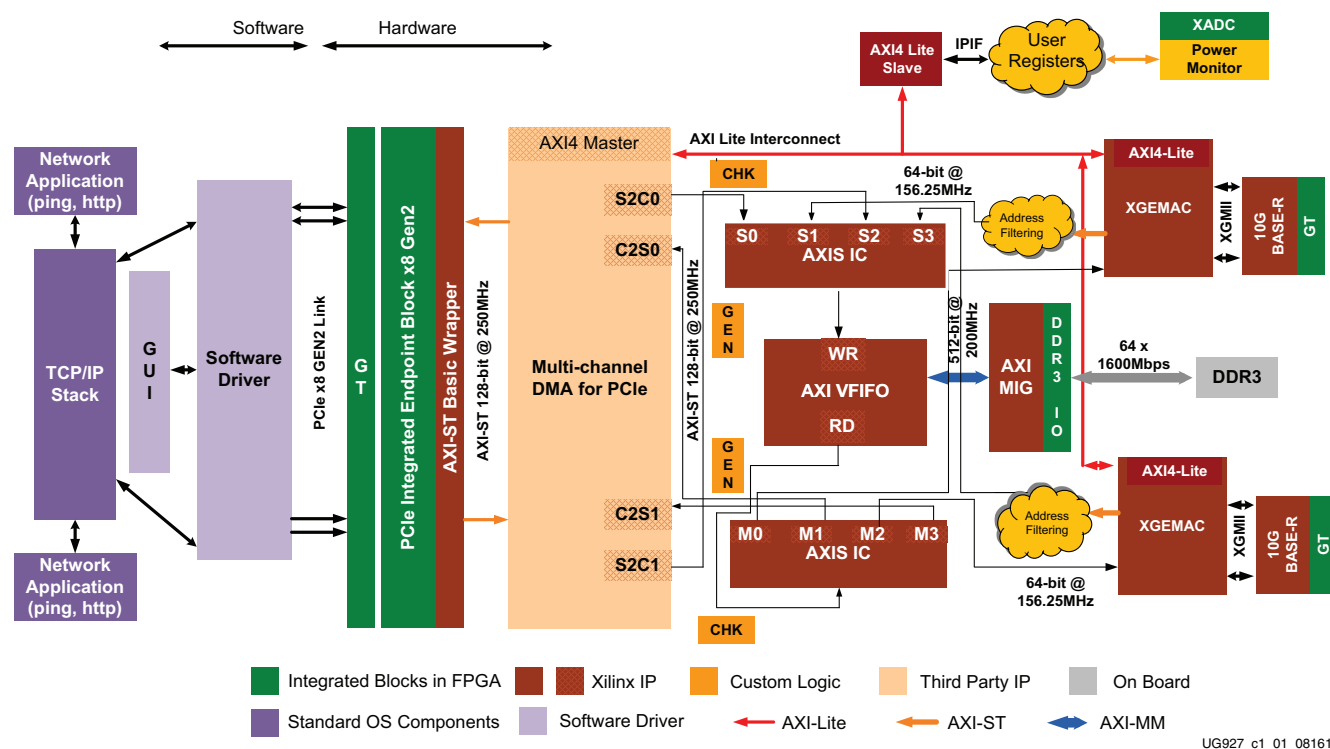 Software
Hardware
AXI4 Lite
Slave
IPIF
User
Registers
XADC
Power
Monitor
Network
Application
(ping, http)
TCP/IP
Stack
Network
Application
(ping, http)
GUI
Software
Driver
PCIe x8 GEN2 Link
GT
PCIe Integrated Endpoint Block x8 Gen2
AXI-ST Basic Wrapper
AXI-ST 128-bit @ 250MHz
AXI4 Master
Multi-channel
DMA for PCIe
S2C0
C2S0
C2S1
S2C1
AXI Lite Interconnect
CHK
GEN
GEN
CHK
AXI-ST 128-bit @ 250MHz
S0 S1 S2 S3
AXIS IC
WR
AXI VFIFO
RD
M0 M1 M2 M3
AXIS IC
64-bit @
156.25MHz
Address
Filtering
512-bit @
200MHz
AXI
MIG
DDR3 IO
64 x
1600Mbps
DDR3
AXI4-Lite
XGEMAC
XGMII
10G
BASE-R
GT
AXI4-Lite
XGEMAC
XGMII
10G
BASE-R
GT
Address
Filtering
64-bit @
156.25MHz
Integrated Blocks in FPGA
Xilinx IP
Custom Logic
Third Party IP
On Board
Standard OS Components
Software Driver
AXI-Lite
AXI-ST
AXI-MM
UG927_c1_01_08161